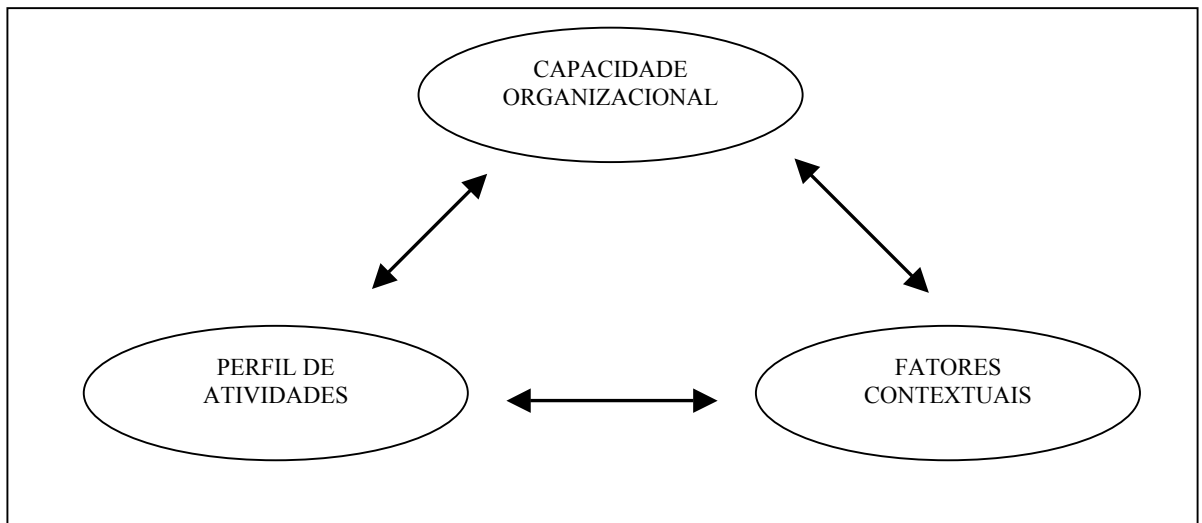 CAPACIDADE
ORGANIZACIONAL
PERFIL DE
ATIVIDADES
FATORES
CONTEXTUAIS